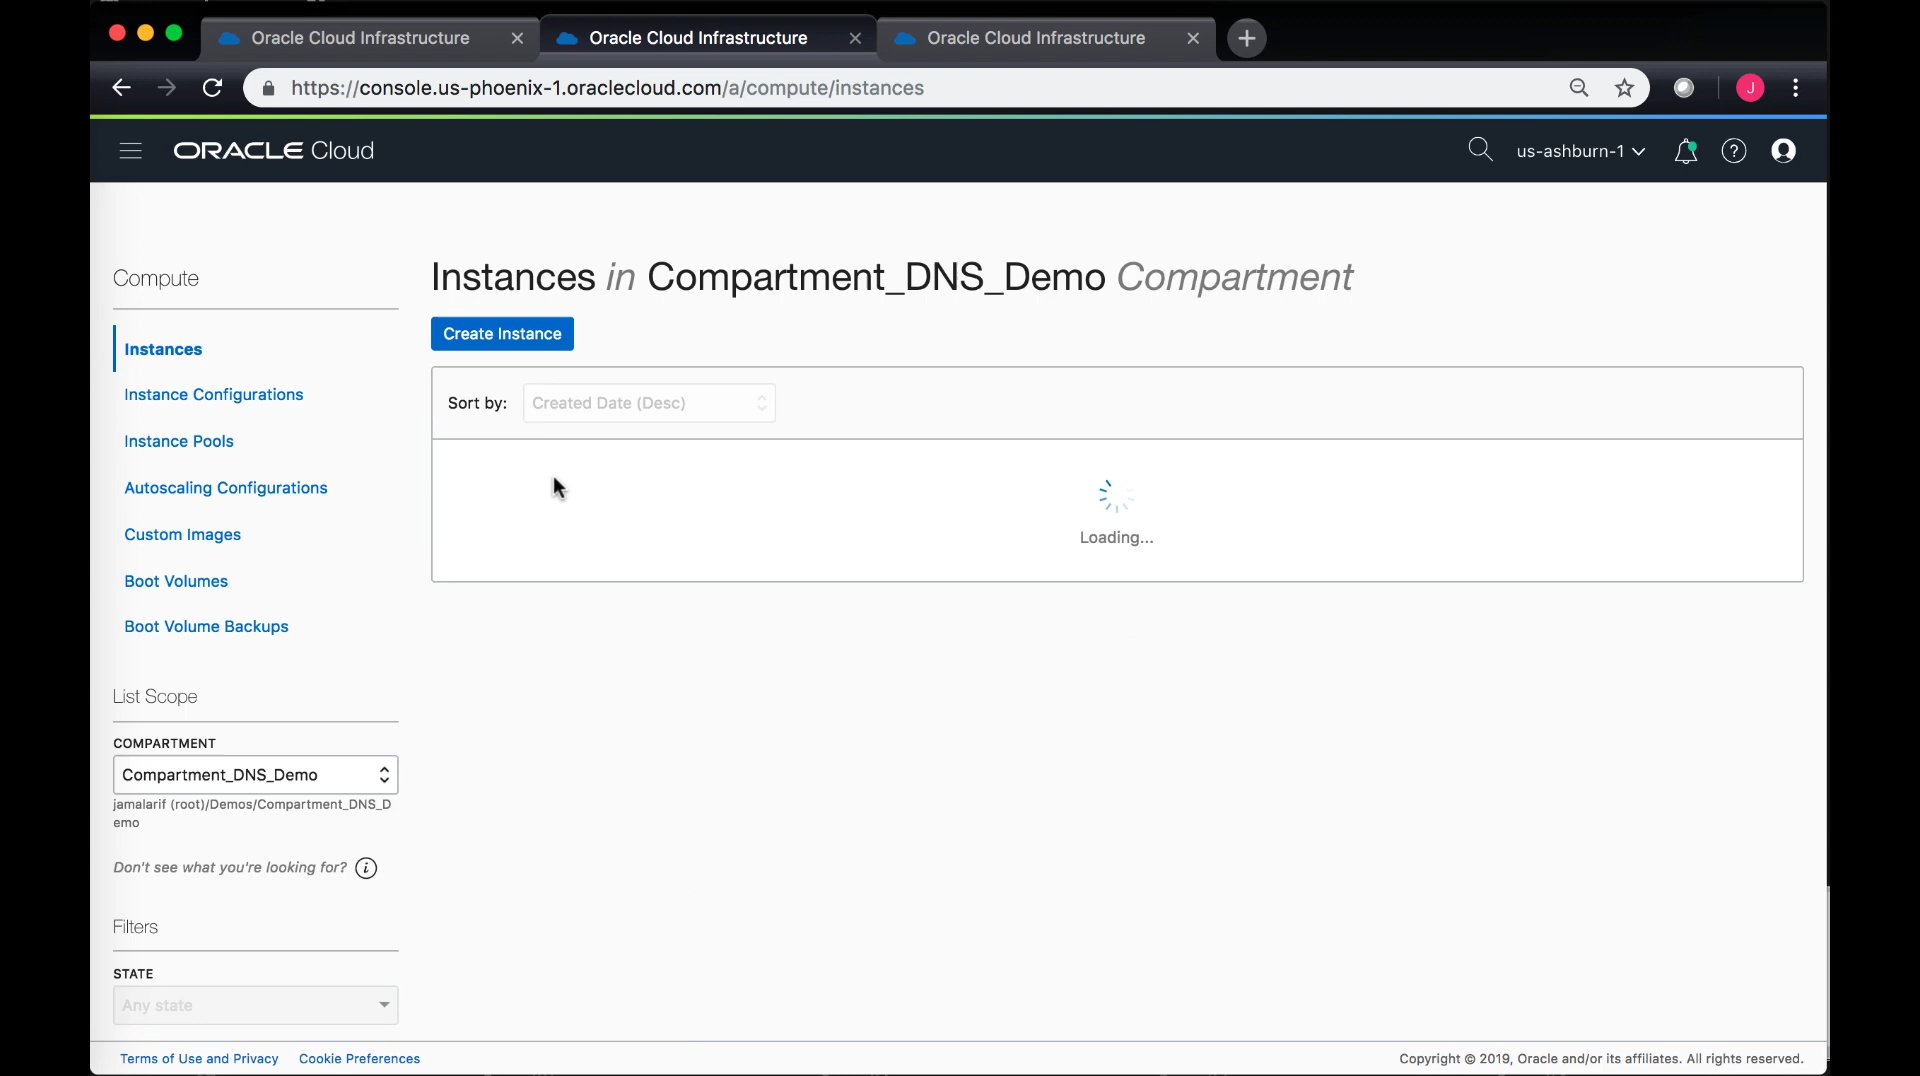 Oracle Cloud Infrastructure
Oracle Cloud Infrastructure
Oracle Cloud Infrastructure
https://console.us-phoenix-1.oraclecloud.com/a/compute/instances
J
ORACLE Cloud
us-ashburn-1
Compute
Instances in Compartment_DNS_Demo Compartment
Create Instance
Instances
Instance Configurations
Instance Pools
Autoscaling Configurations
Custom Images
Boot Volumes
Boot Volume Backups
Sort by: Created Date (Desc)
Loading...
List Scope
COMPARTMENT
Compartment_DNS_Demo
jamalarif (root)/Demos/Compartment_DNS_D
emo
Don't see what you're looking for?
Filters
STATE
Any state
Terms of Use and Privacy Cookie Preferences
Copyright © 2019, Oracle and/or its affiliates. All rights reserved.